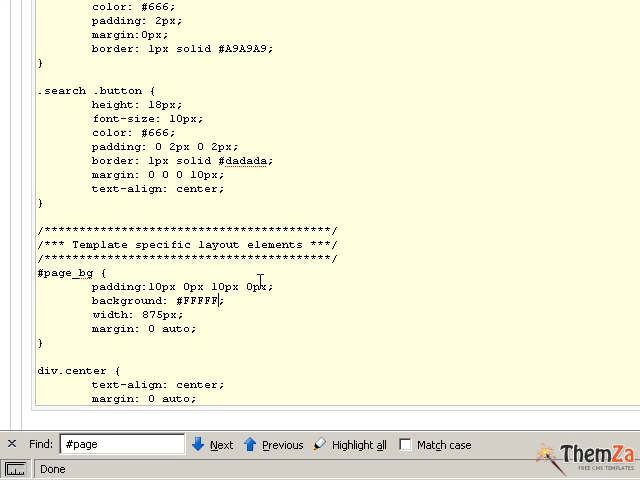 color: #666;
padding: 2px;
margin:0px;
border: 1px solid #A9A9A9;
}
.search .button {
height: 18px;
font-size: 10px;
color: #666;
padding: 0 2px 0 2px;
border: 1px solid #dadada;
margin: 0 0 0 10px;
text-align: center;
}
/*****************************************/
/*** Template specific layout elements ***/
/*****************************************/
#page_bg {
padding:10px 0px 10px 0px;
background: #FFFFF;
width: 875px;
margin: 0 auto;
}
div.center {
text-align: center;
margin: 0 auto;
Find: #page Next Previous Highlight all Match case
ThemZa
FREE CMS TEMPLATES
Done